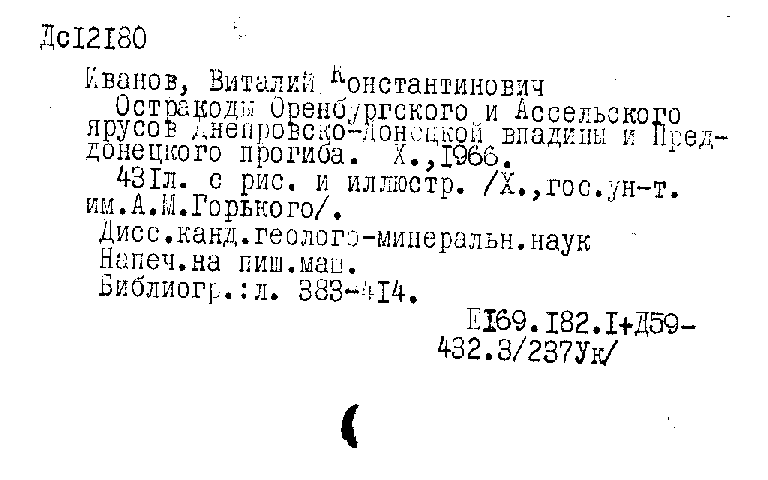 Дс12180
Иванов, Виталий Константинович
Остракоды Оренбургского и Ассельского
ярусов Днепровско-Донецкой впадины и Пред-
донецкого прогиба. Х.,1966.
431л. с рис. и иллюстр. /Х.,гос.ун-т.
им.А.М.Горького/.
Дисс.канд.геолого-минеральн.наук
Напеч.на пиш.маш.
Библиогр.:л. 383-414.
Е169.182.1+Д59-
432.3/237Ук/